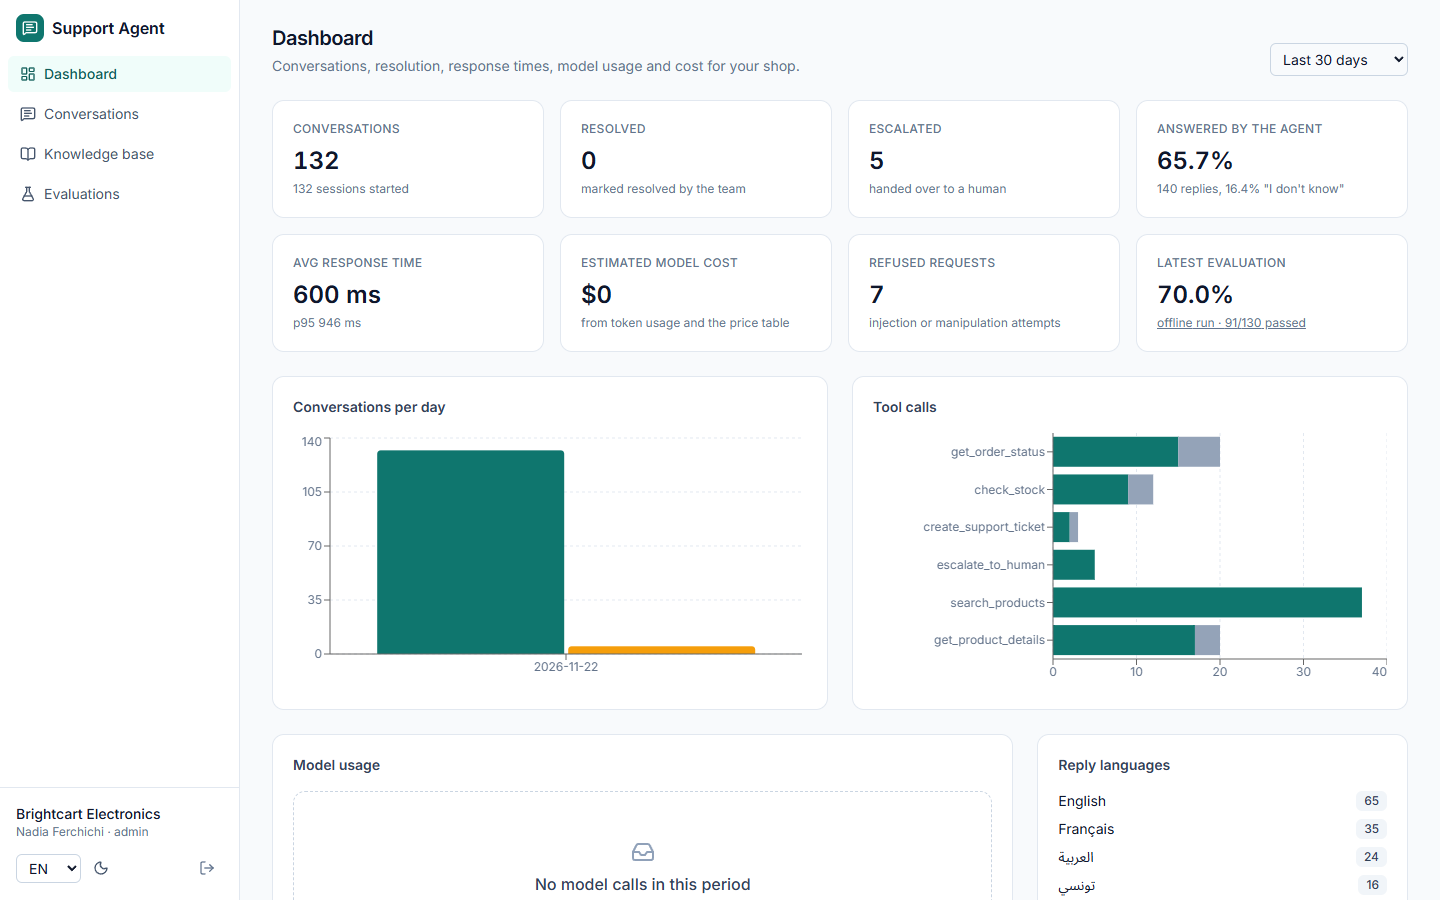 Support Agent
Dashboard
Conversations
Knowledge base
Evaluations
Brightcart Electronics
Nadia Ferchichi · admin
EN
Dashboard
Conversations, resolution, response times, model usage and cost for your shop.
Last 30 days
CONVERSATIONS
132
132 sessions started
RESOLVED
0
marked resolved by the team
ESCALATED
5
handed over to a human
ANSWERED BY THE AGENT
65.7%
140 replies, 16.4% "I don't know"
AVG RESPONSE TIME
600 ms
p95 946 ms
ESTIMATED MODEL COST
$0
from token usage and the price table
REFUSED REQUESTS
7
injection or manipulation attempts
LATEST EVALUATION
70.0%
offline run · 91/130 passed
Conversations per day
140
105
70
35
0
2026-11-22
Tool calls
get_order_status
check_stock
create_support_ticket
escalate_to_human
search_products
get_product_details
0 10 20 30 40
Model usage
No model calls in this period
Reply languages
English 65
Français 35
العربية 24
تونسي 16